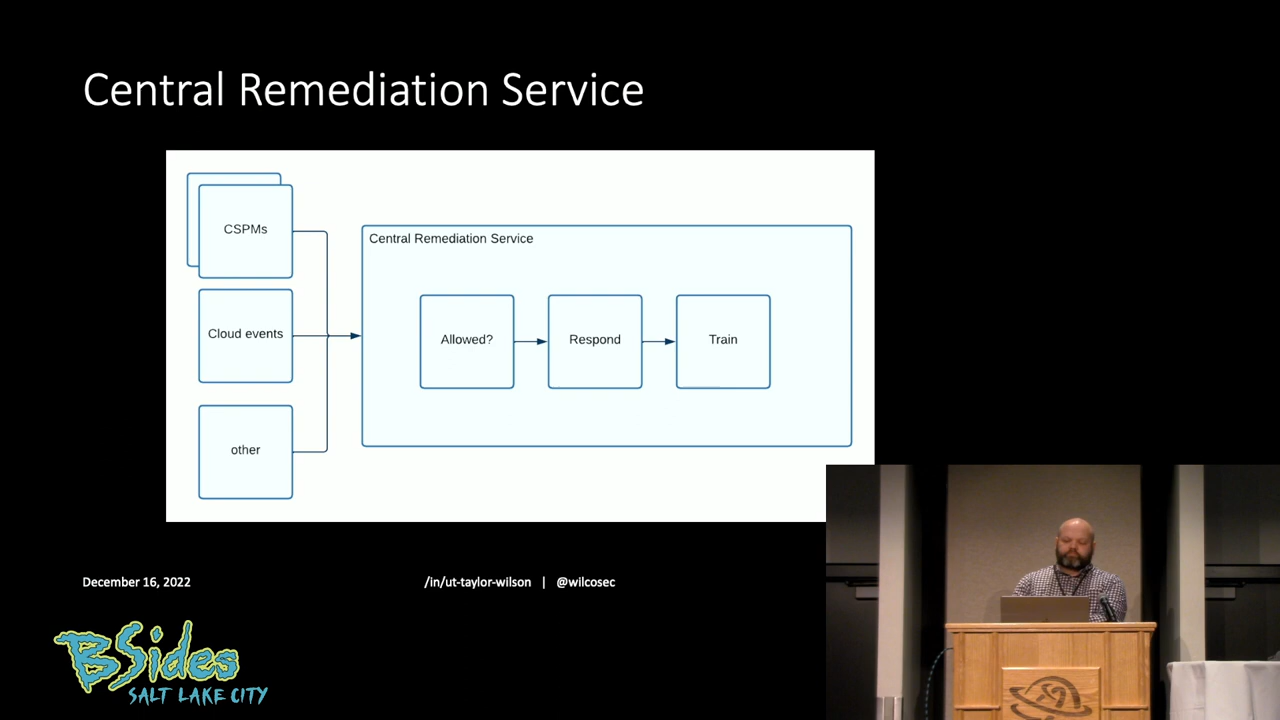 Central Remediation Service
CSPMs
Cloud events
other
Central Remediation Service
Allowed?
Respond
Train
December 16, 2022
/in/ut-taylor-wilson | @wilcosec
BSides
SALT LAKE CITY